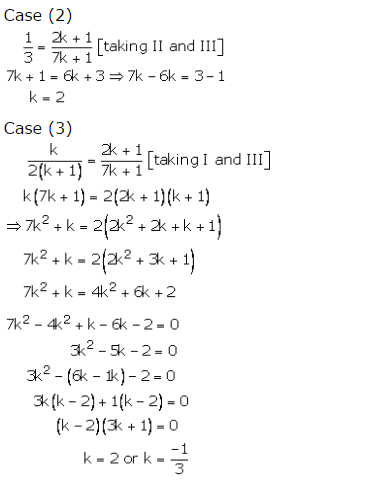 Case (2)
1/3 = (2k + 1)/(7k + 1) [taking II and III]
7k + 1 = 6k + 3 ⇒ 7k − 6k = 3 − 1
k = 2
Case (3)
k/(2(k + 1)) = (2k + 1)/(7k + 1) [taking I and III]
k(7k + 1) = 2(2k + 1)(k + 1)
⇒ 7k² + k = 2(2k² + 2k + k + 1)
7k² + k = 2(2k² + 3k + 1)
7k² + k = 4k² + 6k + 2
7k² − 4k² + k − 6k − 2 = 0
3k² − 5k − 2 = 0
3k² − (6k − 1k) − 2 = 0
3k(k − 2) + 1(k − 2) = 0
(k − 2)(3k + 1) = 0
k = 2 or k = −1/3